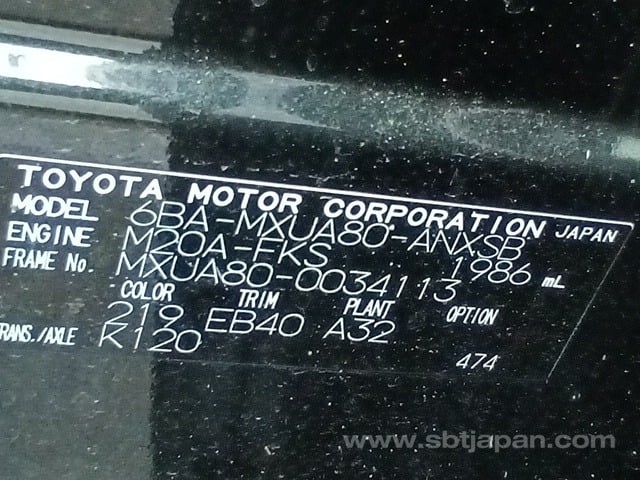 TOYOTA MOTOR CORPORATION JAPAN
MODEL 6BA-MXUA80-ANXSB
ENGINE M20A-FKS 1986 mL
FRAME No. MXUA80-0034113
COLOR TRIM PLANT OPTION
219 EB40 A32
TRANS./AXLE K120 474
www.sbtjapan.com